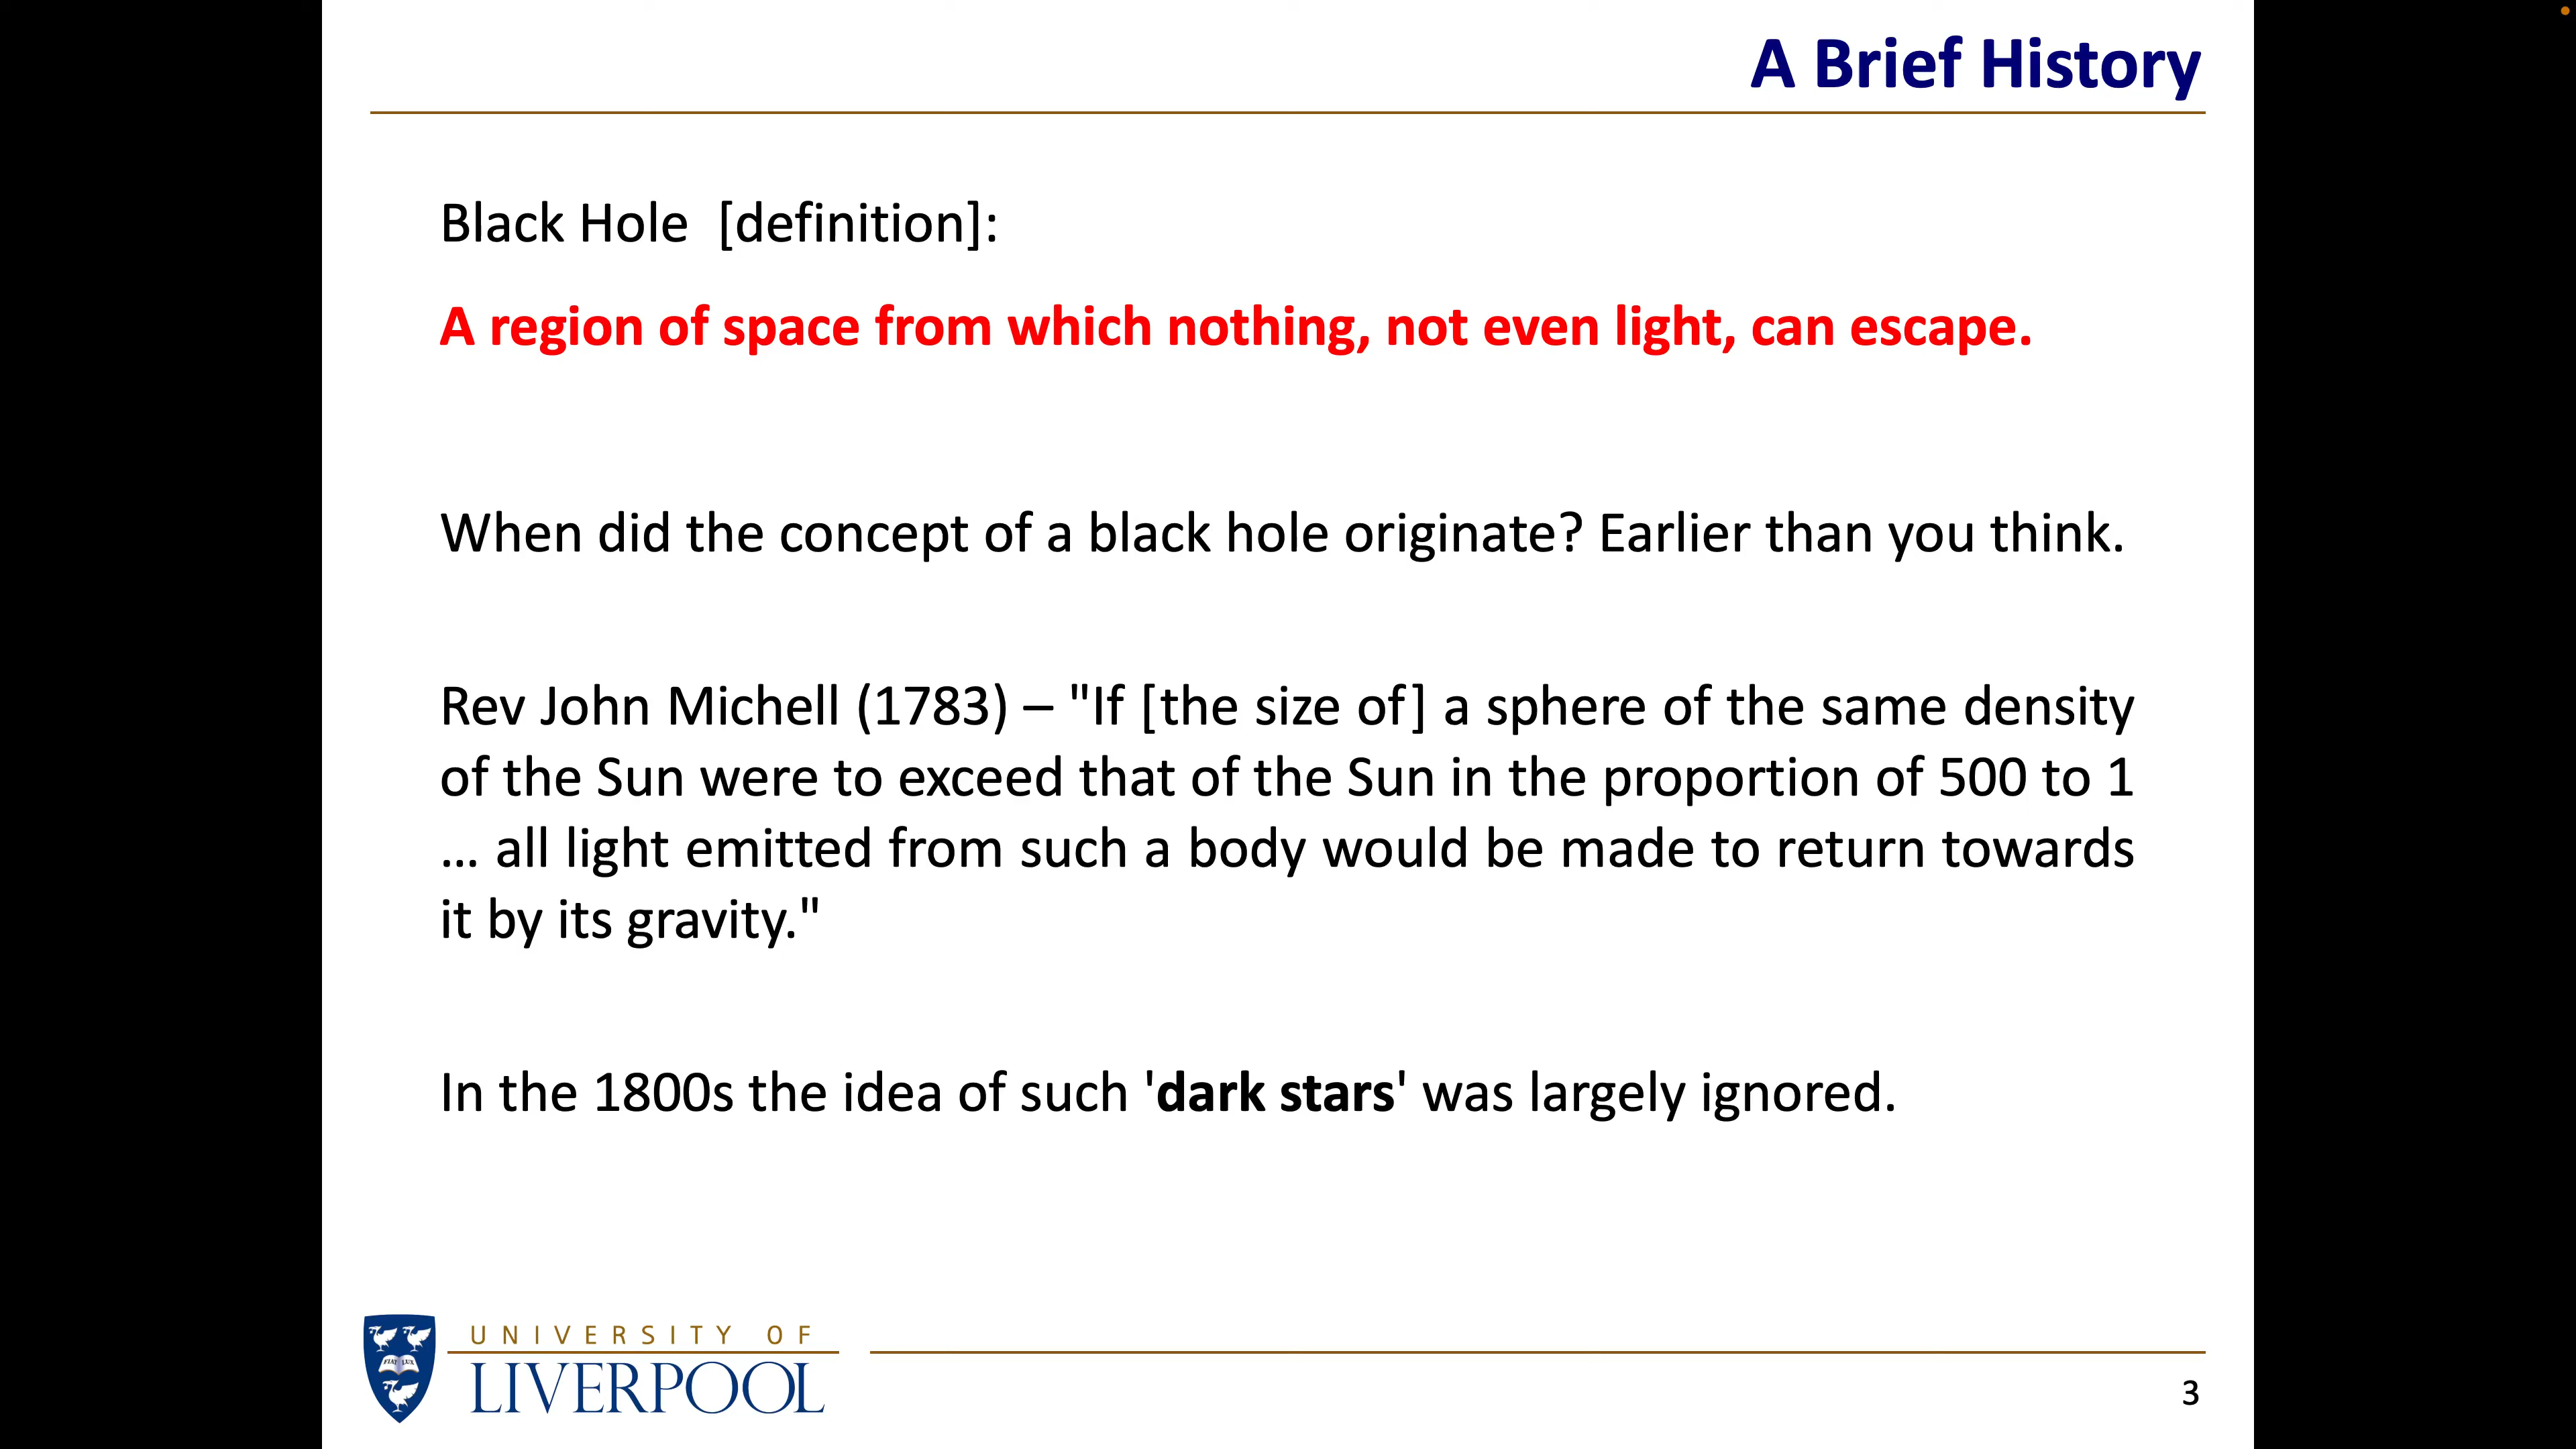 A Brief History
Black Hole  [definition]:
A region of space from which nothing, not even light, can escape.
When did the concept of a black hole originate? Earlier than you think.
Rev John Michell (1783) – "If [the size of] a sphere of the same density
of the Sun were to exceed that of the Sun in the proportion of 500 to 1
... all light emitted from such a body would be made to return towards
it by its gravity."
In the 1800s the idea of such 'dark stars' was largely ignored.
FIAT LUX
UNIVERSITY OF
LIVERPOOL
3